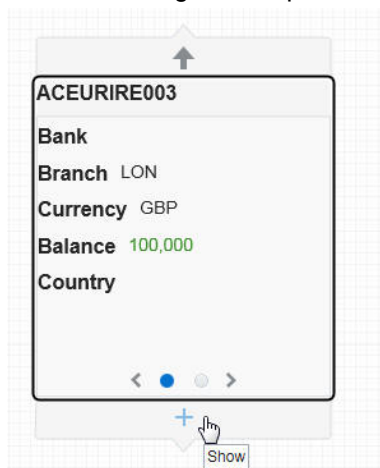 ACEURIRE003
Bank
Branch LON
Currency GBP
Balance 100,000
Country
Show